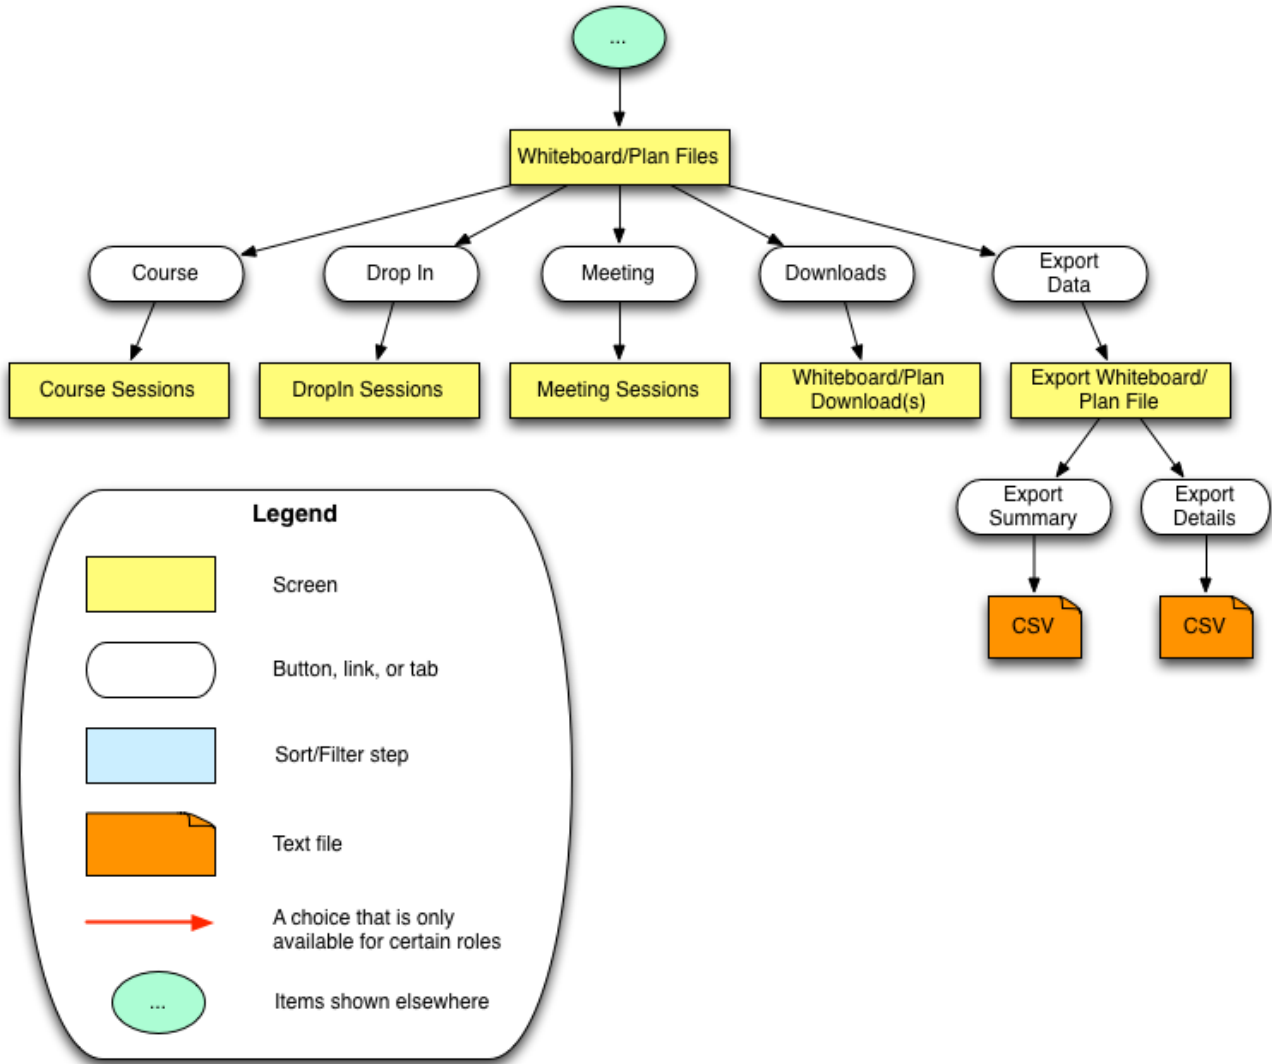 ...
Whiteboard/Plan Files
Course
Drop In
Meeting
Downloads
Export
Data
Course Sessions
DropIn Sessions
Meeting Sessions
Whiteboard/Plan
Download(s)
Export Whiteboard/
Plan File
Export
Summary
Export
Details
CSV
CSV
Legend
Screen
Button, link, or tab
Sort/Filter step
Text file
A choice that is only
available for certain roles
...
Items shown elsewhere